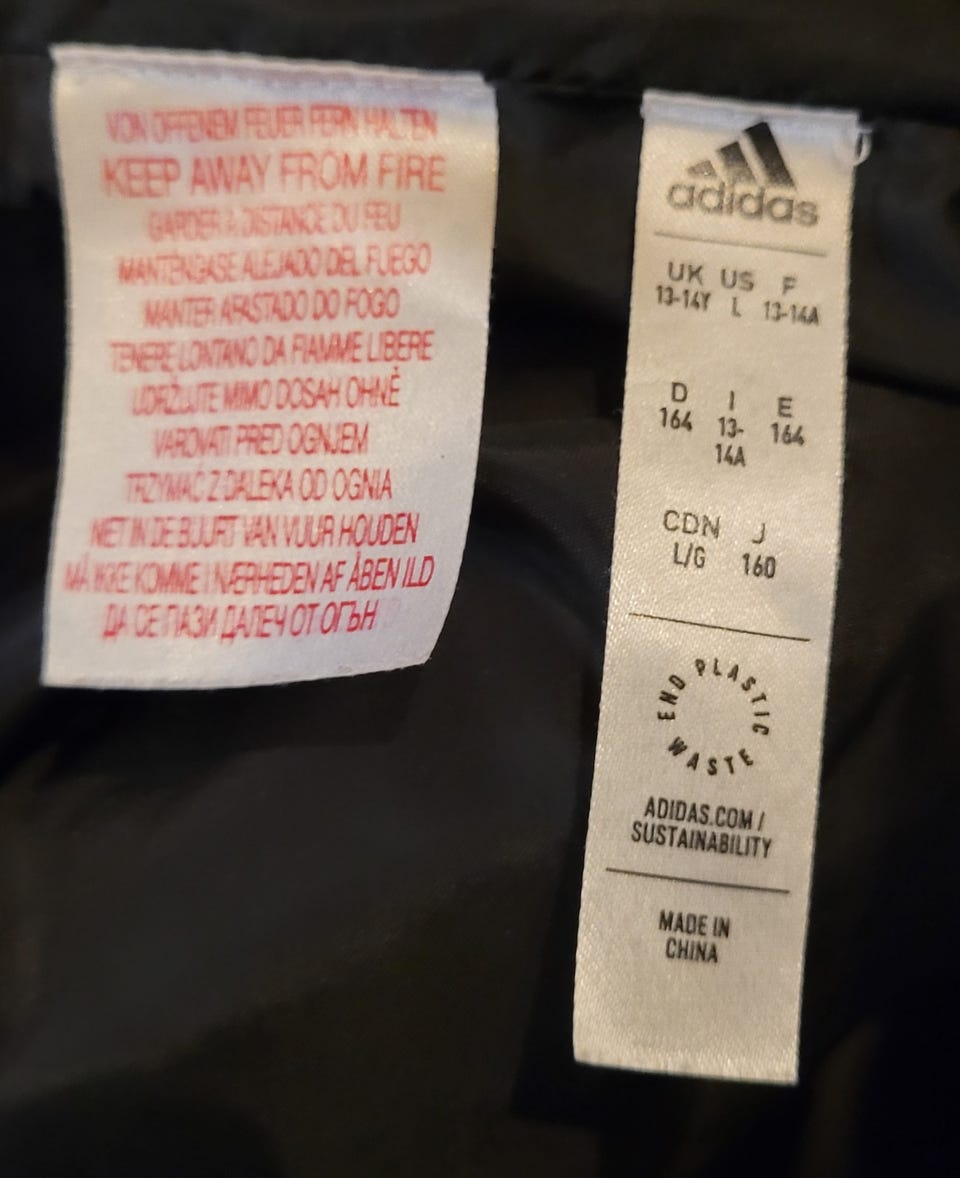 VON OFFENEM FEUER FERN HALTEN
KEEP AWAY FROM FIRE
GARDER À DISTANCE DU FEU
MANTÉNGASE ALEJADO DEL FUEGO
MANTER AFASTADO DO FOGO
TENERE LONTANO DA FIAMME LIBERE
UDRŽUJTE MIMO DOSAH OHNĚ
VAROVATI PRED OGNJEM
TRZYMAĆ Z DALEKA OD OGNIA
NIET IN DE BUURT VAN VUUR HOUDEN
MÅ IKKE KOMME I NÆRHEDEN AF ÅBEN ILD
ДА СЕ ПАЗИ ДАЛЕЧ ОТ ОГЪН
adidas
UK US F
13-14Y L 13-14A
D I E
164 13- 164
14A
CDN J
L/G 160
END PLASTIC WASTE
ADIDAS.COM/
SUSTAINABILITY
MADE IN
CHINA